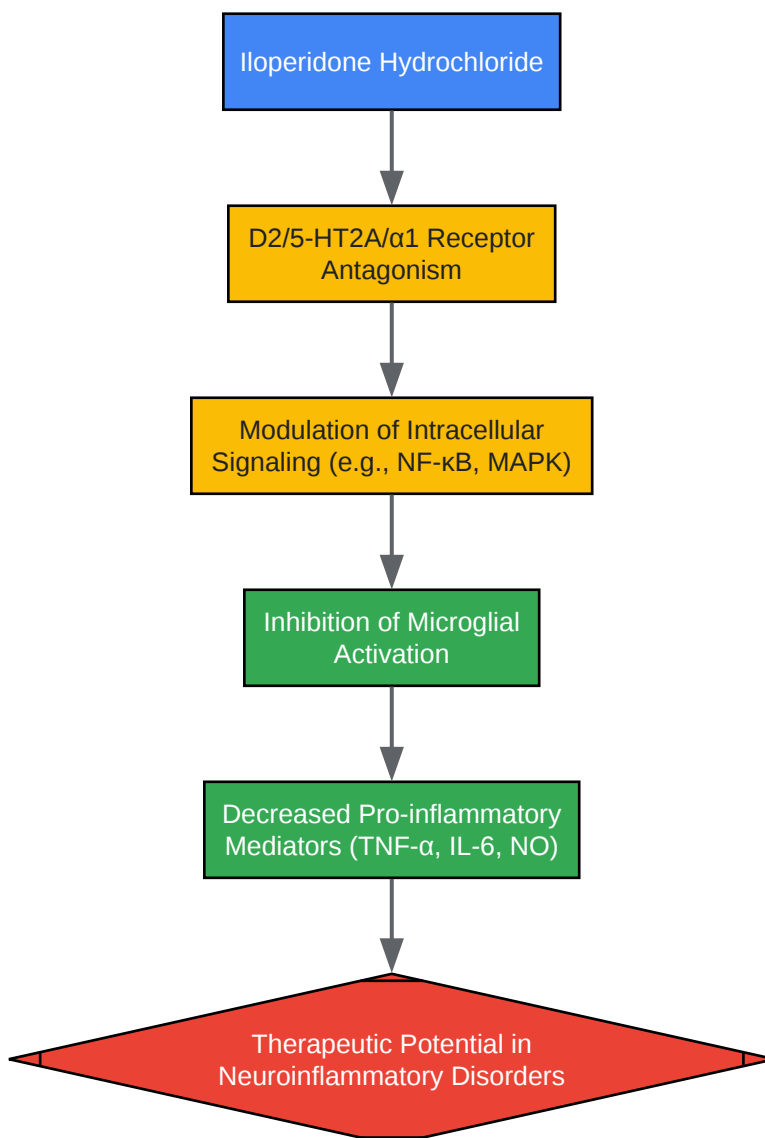 Iloperidone Hydrochloride
D2/5-HT2A/α1 Receptor
Antagonism
Modulation of Intracellular
Signaling (e.g., NF-κB, MAPK)
Inhibition of Microglial
Activation
Decreased Pro-inflammatory
Mediators (TNF-α, IL-6, NO)
Therapeutic Potential in
Neuroinflammatory Disorders